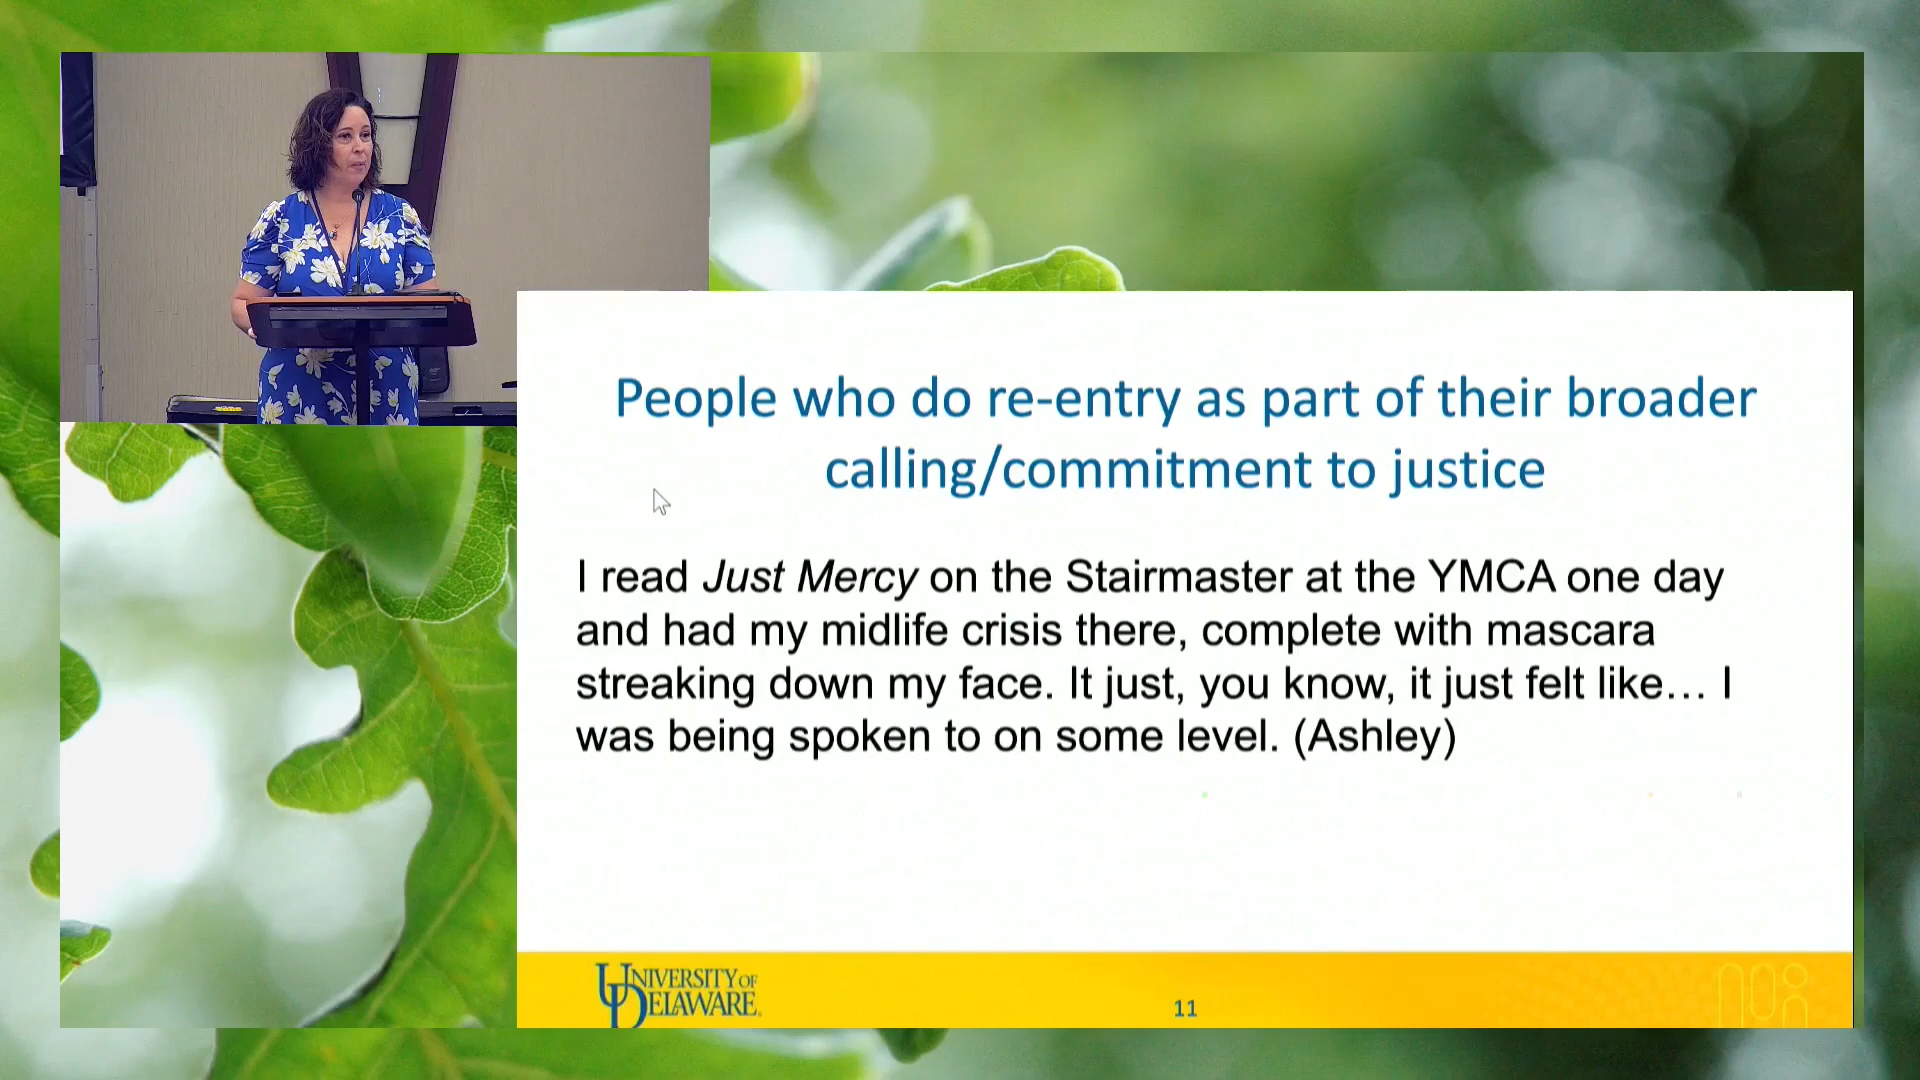 People who do re-entry as part of their broader
calling/commitment to justice
I read Just Mercy on the Stairmaster at the YMCA one day
and had my midlife crisis there, complete with mascara
streaking down my face. It just, you know, it just felt like… I
was being spoken to on some level. (Ashley)
UNIVERSITY OF
DELAWARE.
11